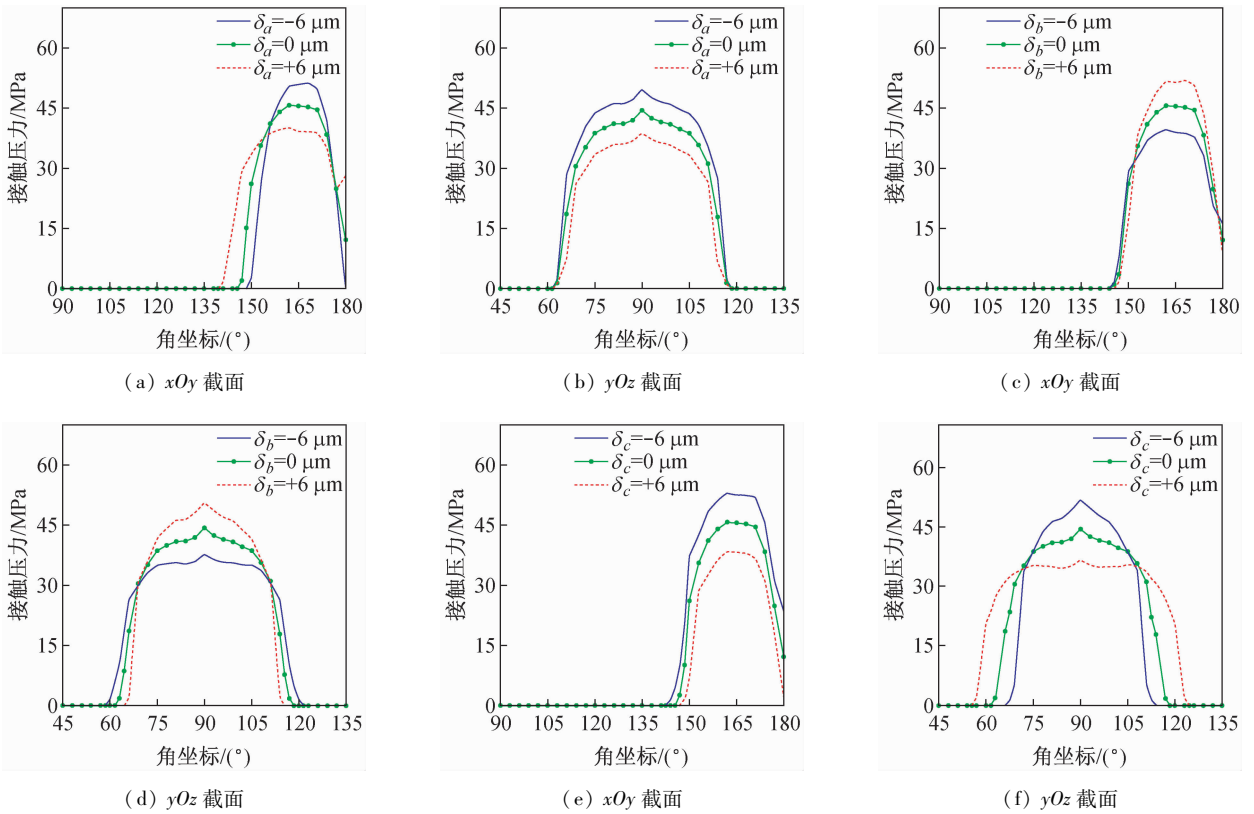 接触压力/MPa
60
45
30
15
0
δa=−6 μm
δa=0 μm
δa=+6 μm
90 105 120 135 150 165 180
角坐标/(°)
(a) xOy 截面
接触压力/MPa
60
45
30
15
0
δa=−6 μm
δa=0 μm
δa=+6 μm
45 60 75 90 105 120 135
角坐标/(°)
(b) yOz 截面
接触压力/MPa
60
45
30
15
0
δb=−6 μm
δb=0 μm
δb=+6 μm
90 105 120 135 150 165 180
角坐标/(°)
(c) xOy 截面
接触压力/MPa
60
45
30
15
0
δb=−6 μm
δb=0 μm
δb=+6 μm
45 60 75 90 105 120 135
角坐标/(°)
(d) yOz 截面
接触压力/MPa
60
45
30
15
0
δc=−6 μm
δc=0 μm
δc=+6 μm
90 105 120 135 150 165 180
角坐标/(°)
(e) xOy 截面
接触压力/MPa
60
45
30
15
0
δc=−6 μm
δc=0 μm
δc=+6 μm
45 60 75 90 105 120 135
角坐标/(°)
(f) yOz 截面